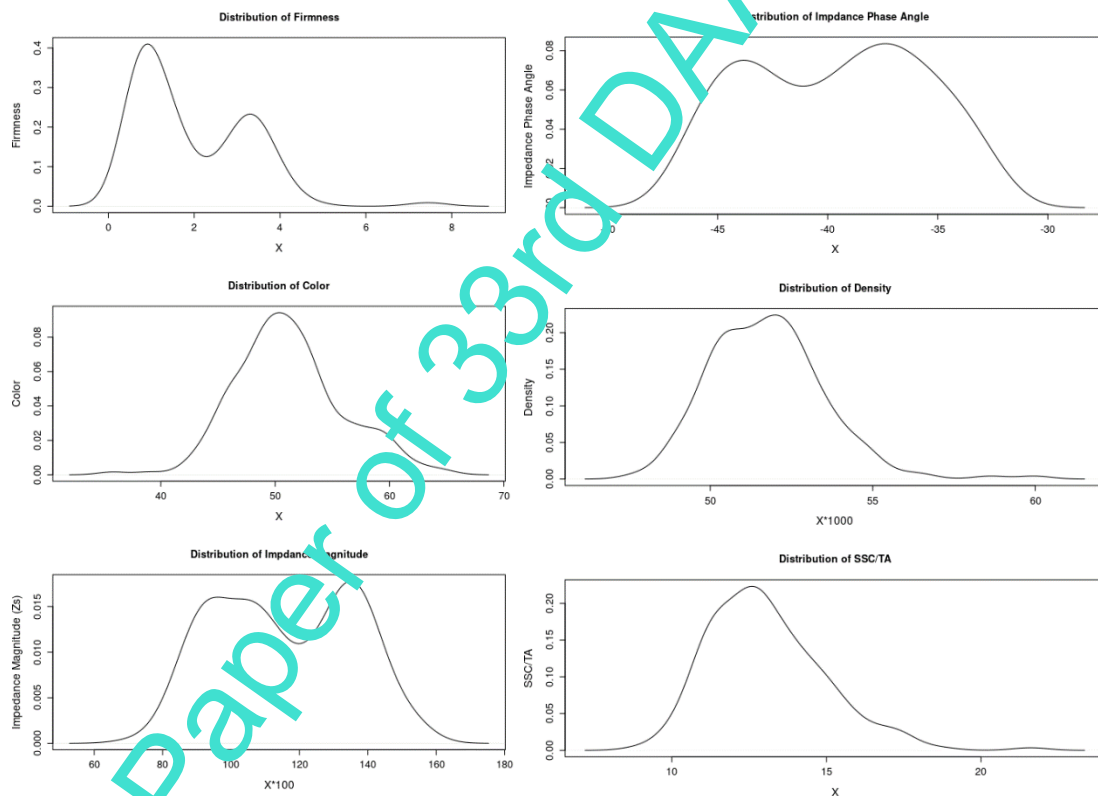 Distribution of Firmness
Firmness
0.0 0.1 0.2 0.3 0.4
0 2 4 6 8
X
stribution of Impdance Phase Angle
Impedance Phase Angle
0.04 0.06 0.08
-45 -40 -35 -30
X
Distribution of Color
Color
0.00 0.02 0.04 0.06 0.08
40 50 60 70
X
Distribution of Density
Density
0.00 0.05 0.10 0.15 0.20
50 55 60
X*1000
Distribution of Impdance agnitude
Impedance Magnitude (Zs)
0.000 0.005 0.010 0.015
60 80 100 120 140 160 180
X*100
Distribution of SSC/TA
SSC/TA
0.00 0.05 0.10 0.15 0.20
10 15 20
X
Paper of 33rd DA